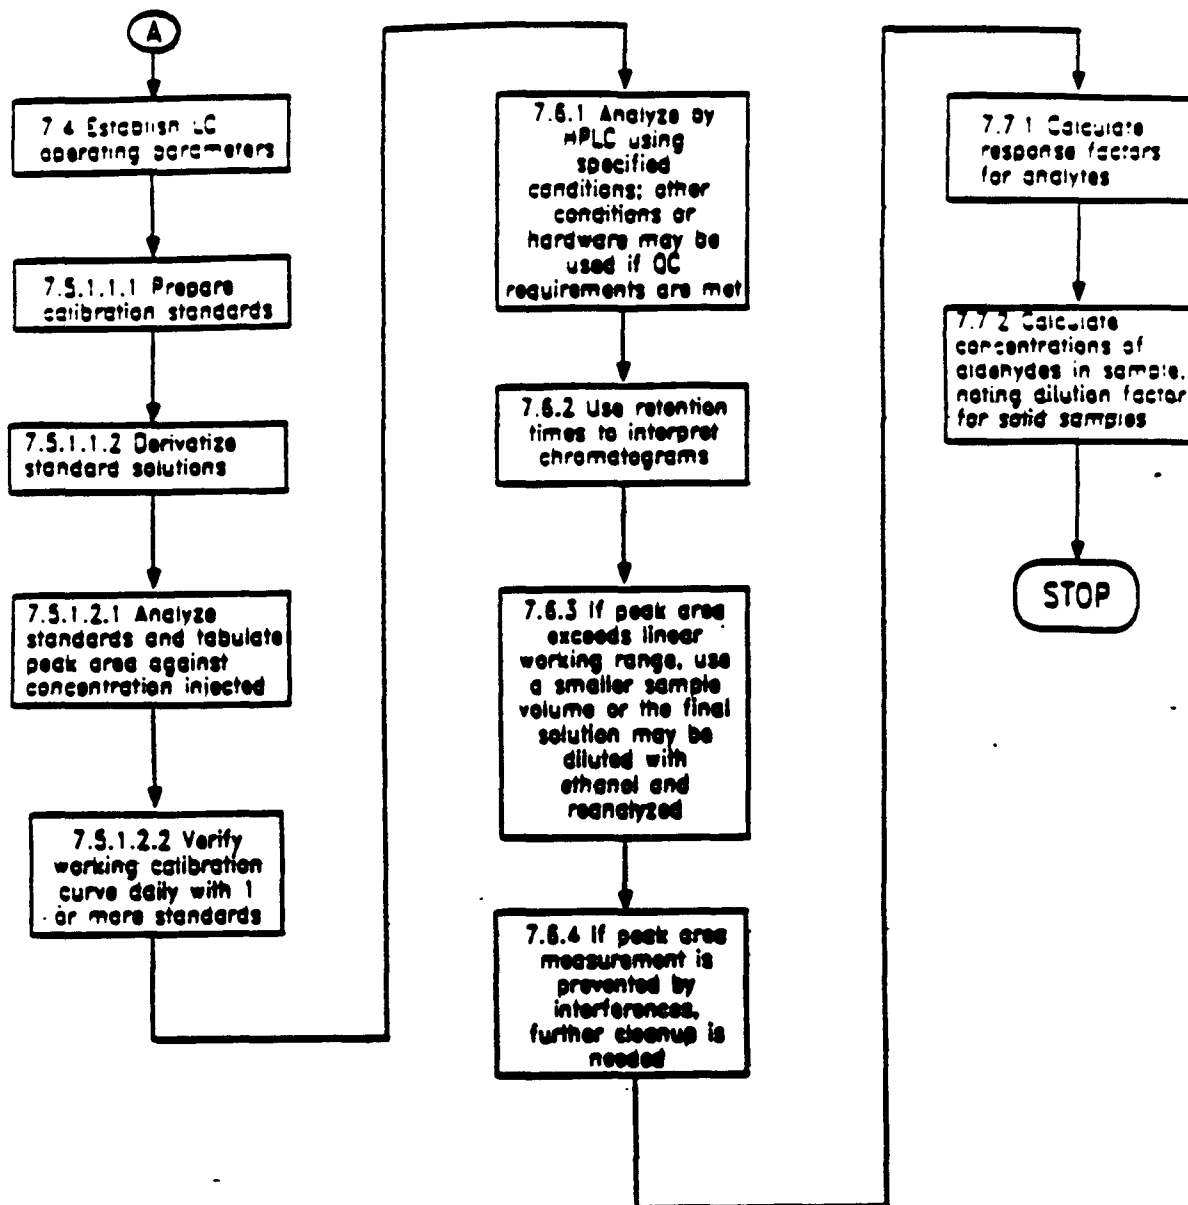 A
7.4 Establish LC
operating parameters
7.5.1.1.1 Prepare
calibration standards
7.5.1.1.2 Derivatize
standard solutions
7.5.1.2.1 Analyze
standards and tabulate
peak area against
concentration injected
7.5.1.2.2 Verify
working calibration
curve daily with 1
or more standards
7.6.1 Analyze by
HPLC using
specified
conditions; other
conditions or
hardware may be
used if QC
requirements are met
7.6.2 Use retention
times to interpret
chromatograms
7.6.3 If peak area
exceeds linear
working range, use
a smaller sample
volume or the final
solution may be
diluted with
ethanol and
reanalyzed
7.6.4 If peak area
measurement is
prevented by
interferences,
further cleanup is
needed
7.7.1 Calculate
response factors
for analytes
7.7.2 Calculate
concentrations of
aldehydes in sample,
noting dilution factor
for solid samples
STOP